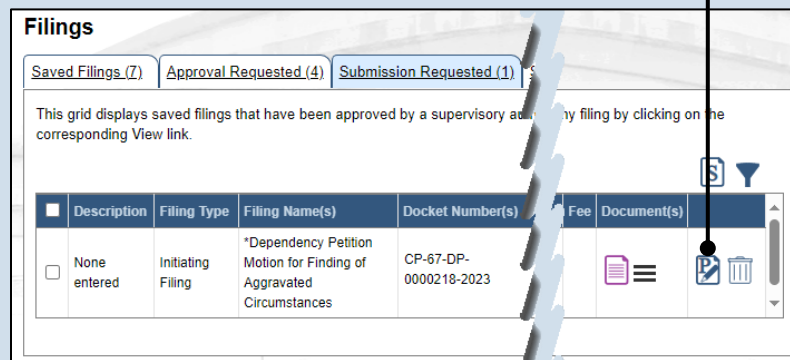 Filings
Saved Filings (7) Approval Requested (4) Submission Requested (1)
This grid displays saved filings that have been approved by a supervisory filing by clicking on the
corresponding View link.
S
Description Filing Type Filing Name(s) Docket Number(s) Fee Document(s)
None entered Initiating Filing *Dependency Petition Motion for Finding of Aggravated Circumstances CP-67-DP-0000218-2023 P